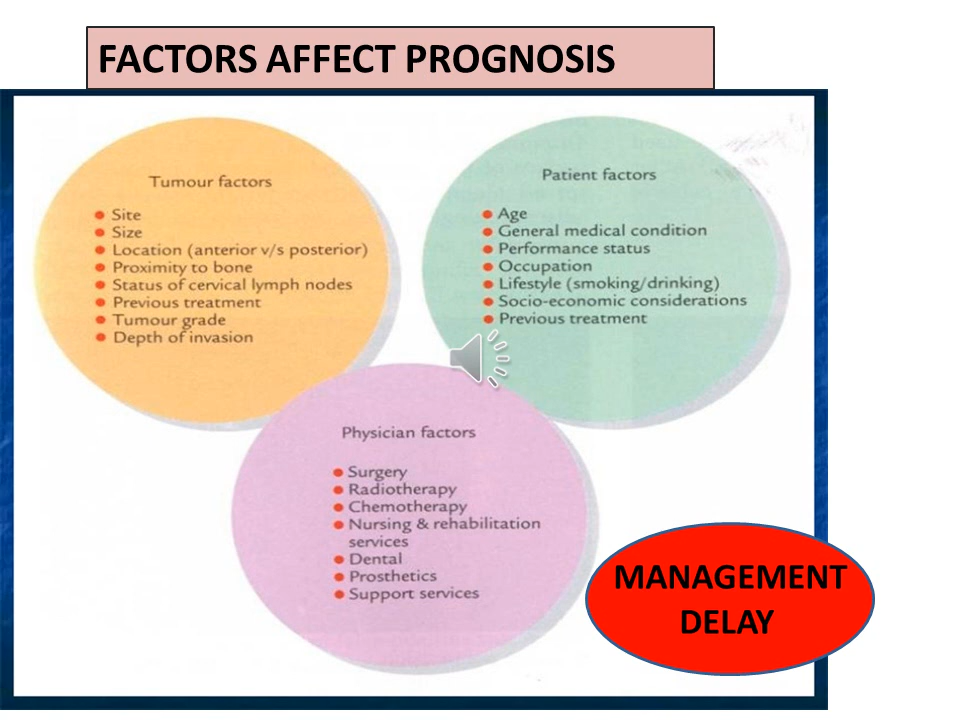 FACTORS AFFECT PROGNOSIS
Tumour factors
Site
Size
Location (anterior v/s posterior)
Proximity to bone
Status of cervical lymph nodes
Previous treatment
Tumour grade
Depth of invasion
Patient factors
Age
General medical condition
Performance status
Occupation
Lifestyle (smoking/drinking)
Socio-economic considerations
Previous treatment
Physician factors
Surgery
Radiotherapy
Chemotherapy
Nursing & rehabilitation
services
Dental
Prosthetics
Support services
MANAGEMENT
DELAY